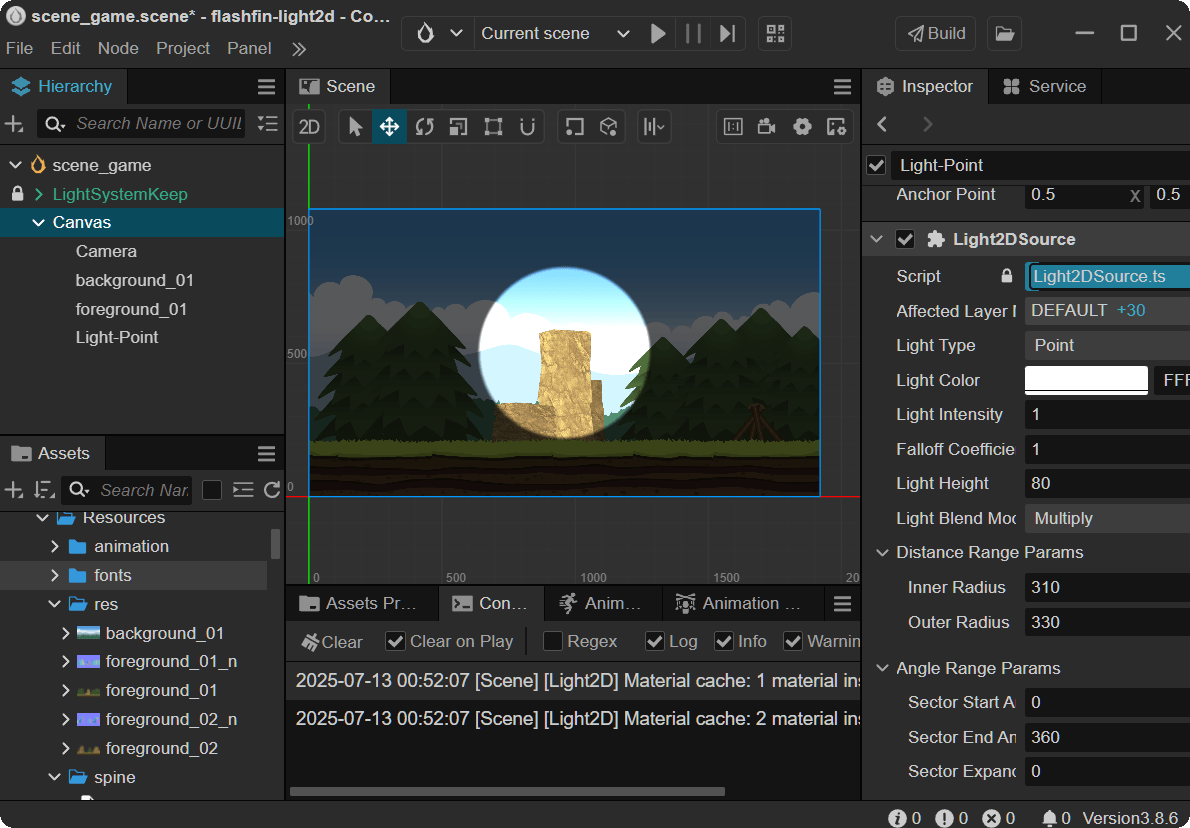 scene_game.scene* - flashfin-light2d - Co...
Current scene
Build
File Edit Node Project Panel
Hierarchy
Search Name or UUI
scene_game
LightSystemKeep
Canvas
Camera
background_01
foreground_01
Light-Point
Assets
Search Nar
Resources
animation
fonts
res
background_01
foreground_01_n
foreground_01
foreground_02_n
foreground_02
spine
Scene
2D
1000
500
0
0 500 1000 1500 20
Assets Pr... Con... Anim... Animation ...
Clear Clear on Play Regex Log Info Warnin
2025-07-13 00:52:07 [Scene] [Light2D] Material cache: 1 material ins
2025-07-13 00:52:07 [Scene] [Light2D] Material cache: 2 material ins
Inspector Service
Light-Point
Anchor Point 0.5 X 0.5
Light2DSource
Script Light2DSource.ts
Affected Layer DEFAULT +30
Light Type Point
Light Color FFF
Light Intensity 1
Falloff Coefficie 1
Light Height 80
Light Blend Moc Multiply
Distance Range Params
Inner Radius 310
Outer Radius 330
Angle Range Params
Sector Start A 0
Sector End An 360
Sector Expanc 0
0 0 0 0 Version3.8.6